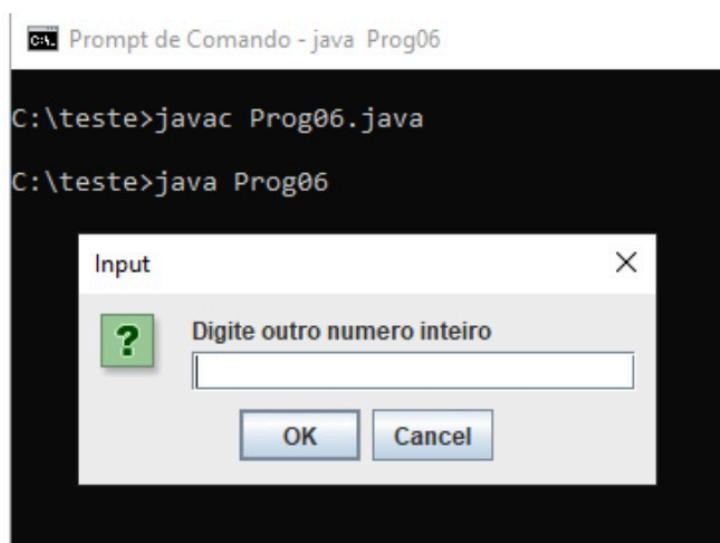 Prompt de Comando - java Prog06
C:\teste>javac Prog06.java
C:\teste>java Prog06
Input
Digite outro numero inteiro
OK Cancel